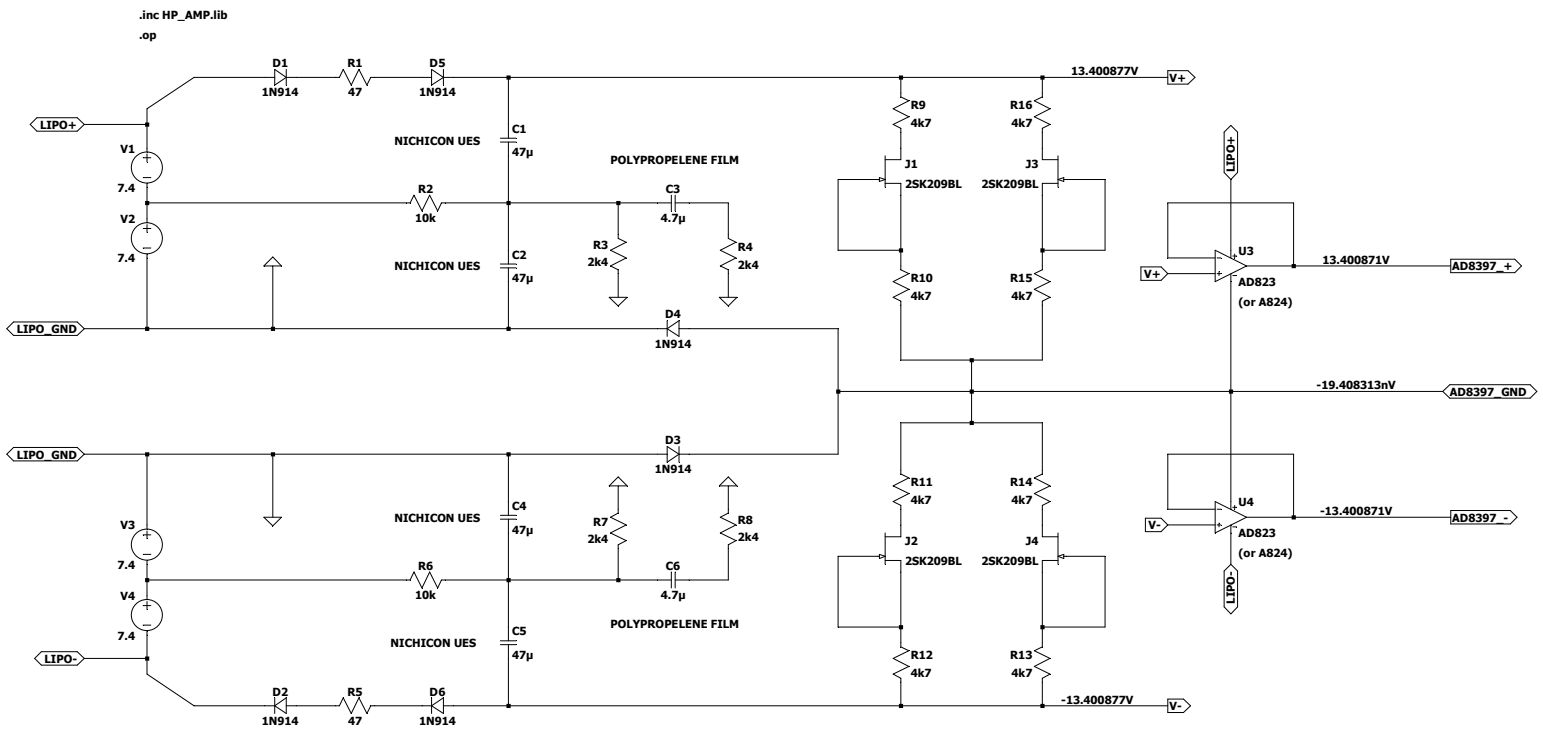 .inc HP_AMP.lib
.op
D1
1N914
R1
47
D5
1N914
13.400877V
V+
LIPO+
V1
7.4
V2
7.4
NICHICON UES
C1
47µ
R2
10k
POLYPROPELENE FILM
C3
4.7µ
R3
2k4
R4
2k4
NICHICON UES
C2
47µ
R9
4k7
R16
4k7
J1
2SK209BL
J3
2SK209BL
R10
4k7
R15
4k7
LIPO+
V+
U3
AD823
(or A824)
13.400871V
AD8397_+
LIPO_GND
D4
1N914
-19.408313nV
AD8397_GND
LIPO_GND
D3
1N914
V3
7.4
V4
7.4
NICHICON UES
C4
47µ
R6
10k
R7
2k4
R8
2k4
C6
4.7µ
POLYPROPELENE FILM
NICHICON UES
C5
47µ
R11
4k7
R14
4k7
J2
2SK209BL
J4
2SK209BL
R12
4k7
R13
4k7
V-
U4
AD823
(or A824)
-13.400871V
AD8397_-
LIPO-
LIPO-
D2
1N914
R5
47
D6
1N914
-13.400877V
V-